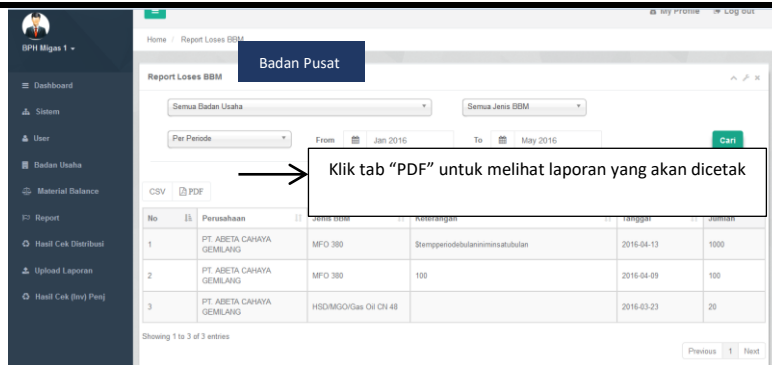 My Profile Log out
BPH Migas 1
Home / Report Loses BBM
Badan Pusat
Dashboard
Sistem
User
Badan Usaha
Material Balance
Report
Hasil Cek Distribusi
Upload Laporan
Hasil Cek (Inv) Penj
Report Loses BBM
Semua Badan Usaha Semua Jenis BBM
Per Periode From Jan 2016 To May 2016 Cari
Klik tab “PDF” untuk melihat laporan yang akan dicetak
CSV PDF
No Perusahaan Jenis BBM Keterangan Tanggal Jumlah
1 PT. ABETA CAHAYA GEMILANG MFO 380 $tempperiodebulaniniminsatubulan 2016-04-13 1000
2 PT. ABETA CAHAYA GEMILANG MFO 380 100 2016-04-09 100
3 PT. ABETA CAHAYA GEMILANG HSD/MGO/Gas Oil CN 48 2016-03-23 20
Showing 1 to 3 of 3 entries
Previous 1 Next